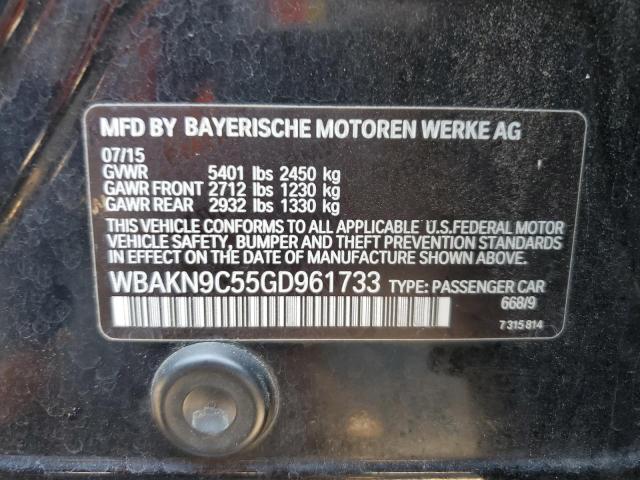 MFD BY BAYERISCHE MOTOREN WERKE AG
07/15
GVWR 5401 lbs 2450 kg
GAWR FRONT 2712 lbs 1230 kg
GAWR REAR 2932 lbs 1330 kg
THIS VEHICLE CONFORMS TO ALL APPLICABLE U.S.FEDERAL MOTOR
VEHICLE SAFETY, BUMPER AND THEFT PREVENTION STANDARDS
IN EFFECT ON THE DATE OF MANUFACTURE SHOWN ABOVE.
WBAKN9C55GD961733 TYPE: PASSENGER CAR
668/9
7 315 814